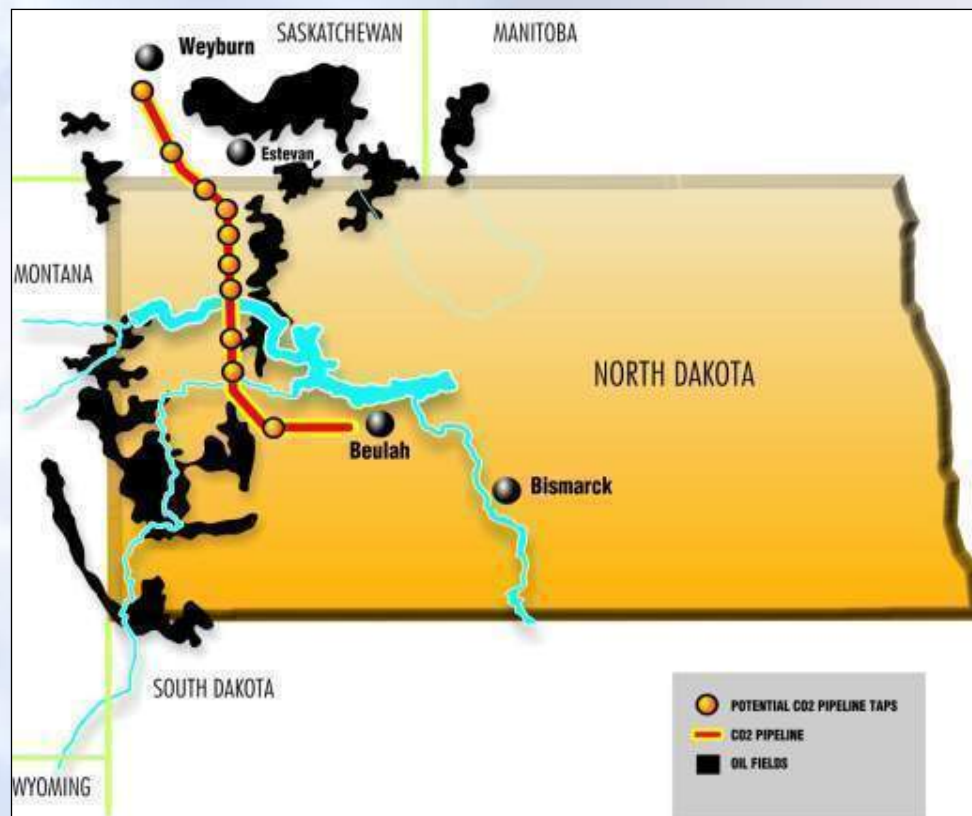 SASKATCHEWAN
MANITOBA
Weyburn
Estevan
MONTANA
NORTH DAKOTA
Beulah
Bismarck
SOUTH DAKOTA
WYOMING
POTENTIAL CO2 PIPELINE TAPS
CO2 PIPELINE
OIL FIELDS